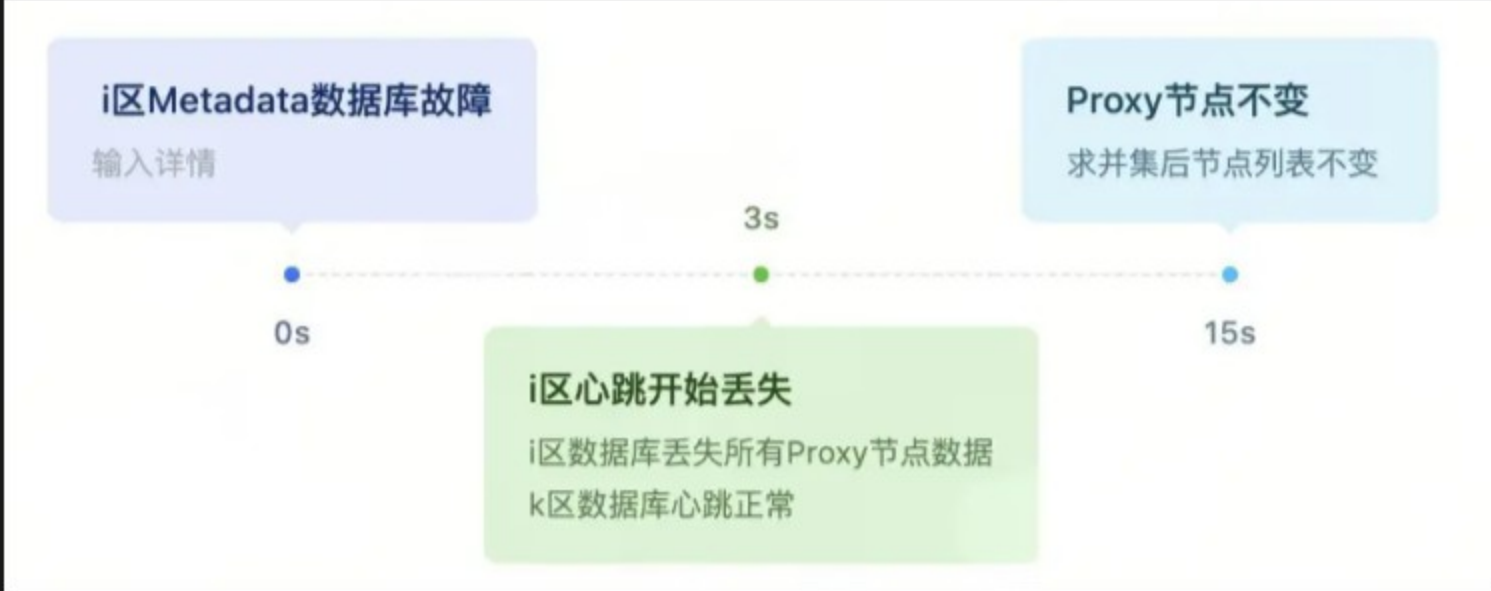 i区Metadata数据库故障
输入详情
Proxy节点不变
求并集后节点列表不变
3s
0s
15s
i区心跳开始丢失
i区数据库丢失所有Proxy节点数据
k区数据库心跳正常